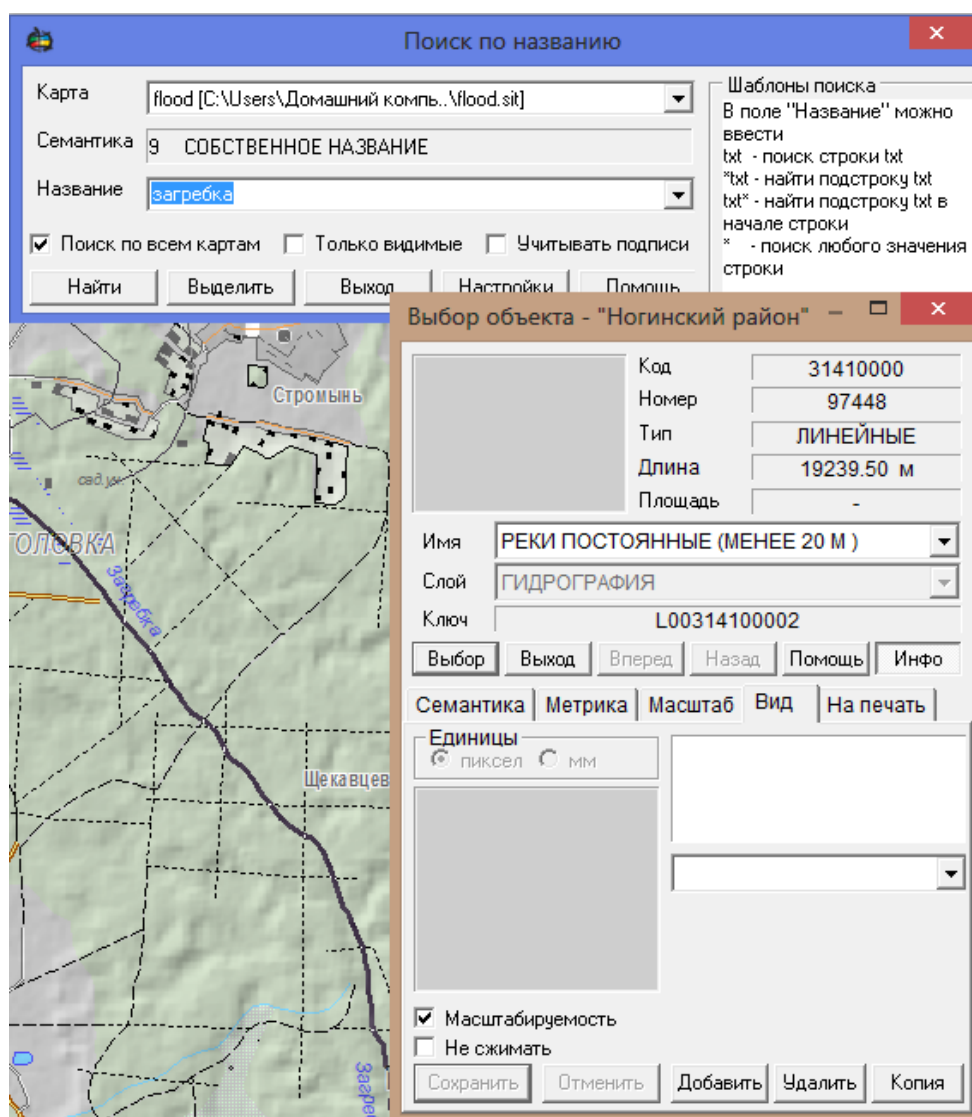 Поиск по названию
Карта
flood [C:\Users\Домашний компь..\flood.sit]
Семантика
9 СОБСТВЕННОЕ НАЗВАНИЕ
Название
загребка
Поиск по всем картам
Только видимые
Учитывать подписи
Найти
Выделить
Выход
Настройки
Помощь
Шаблоны поиска
В поле "Название" можно
ввести
txt - поиск строки txt
*txt - найти подстроку txt
txt* - найти подстроку txt в
начале строки
* - поиск любого значения
строки
Стромынь
сад.уч.
ГОЛОВКА
Загребка
Щекавцев
Загребка
Выбор объекта - "Ногинский район"
Код 31410000
Номер 97448
Тип ЛИНЕЙНЫЕ
Длина 19239.50 м
Площадь -
Имя РЕКИ ПОСТОЯННЫЕ (МЕНЕЕ 20 М )
Слой ГИДРОГРАФИЯ
Ключ L00314100002
Выбор Выход Вперед Назад Помощь Инфо
Семантика Метрика Масштаб Вид На печать
Единицы
пиксел мм
Масштабируемость
Не сжимать
Сохранить Отменить Добавить Удалить Копия